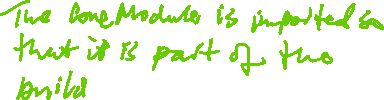 The CoreModule is imported so
that it is part of the
build